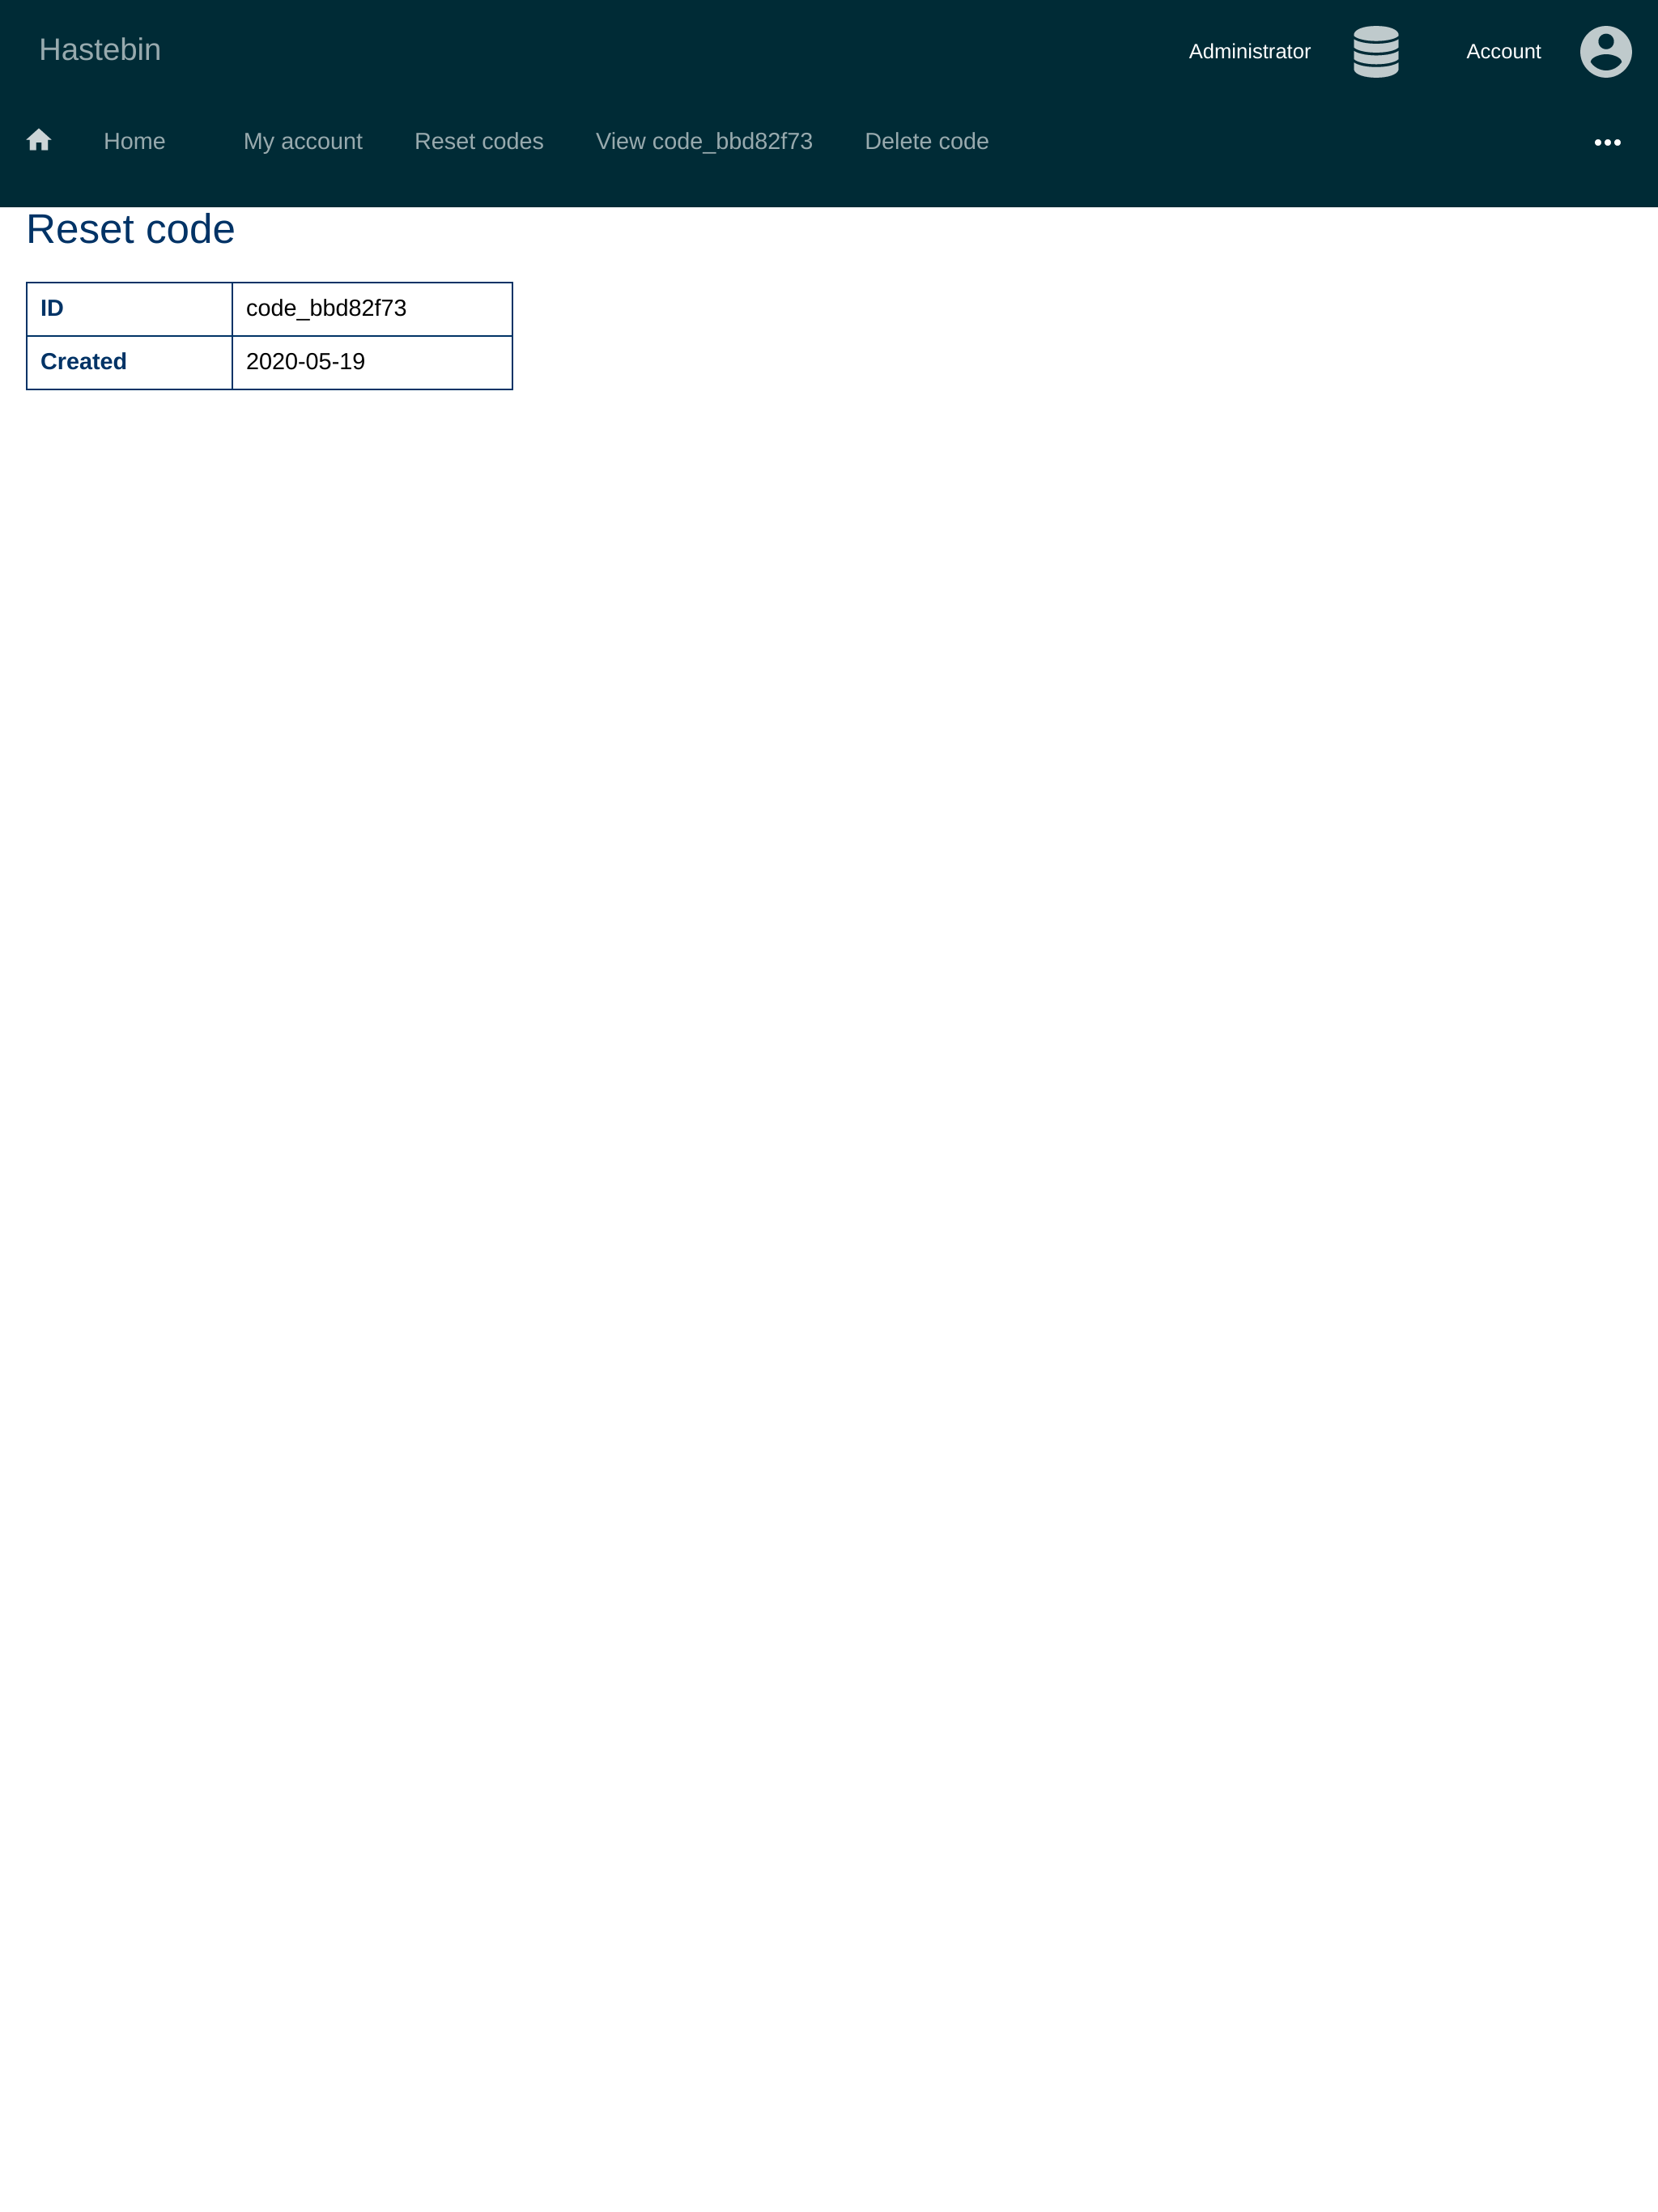 Hastebin
Administrator
Account
Home
My account
Reset codes
View code_bbd82f73
Delete code
Reset code
ID code_bbd82f73
Created 2020-05-19